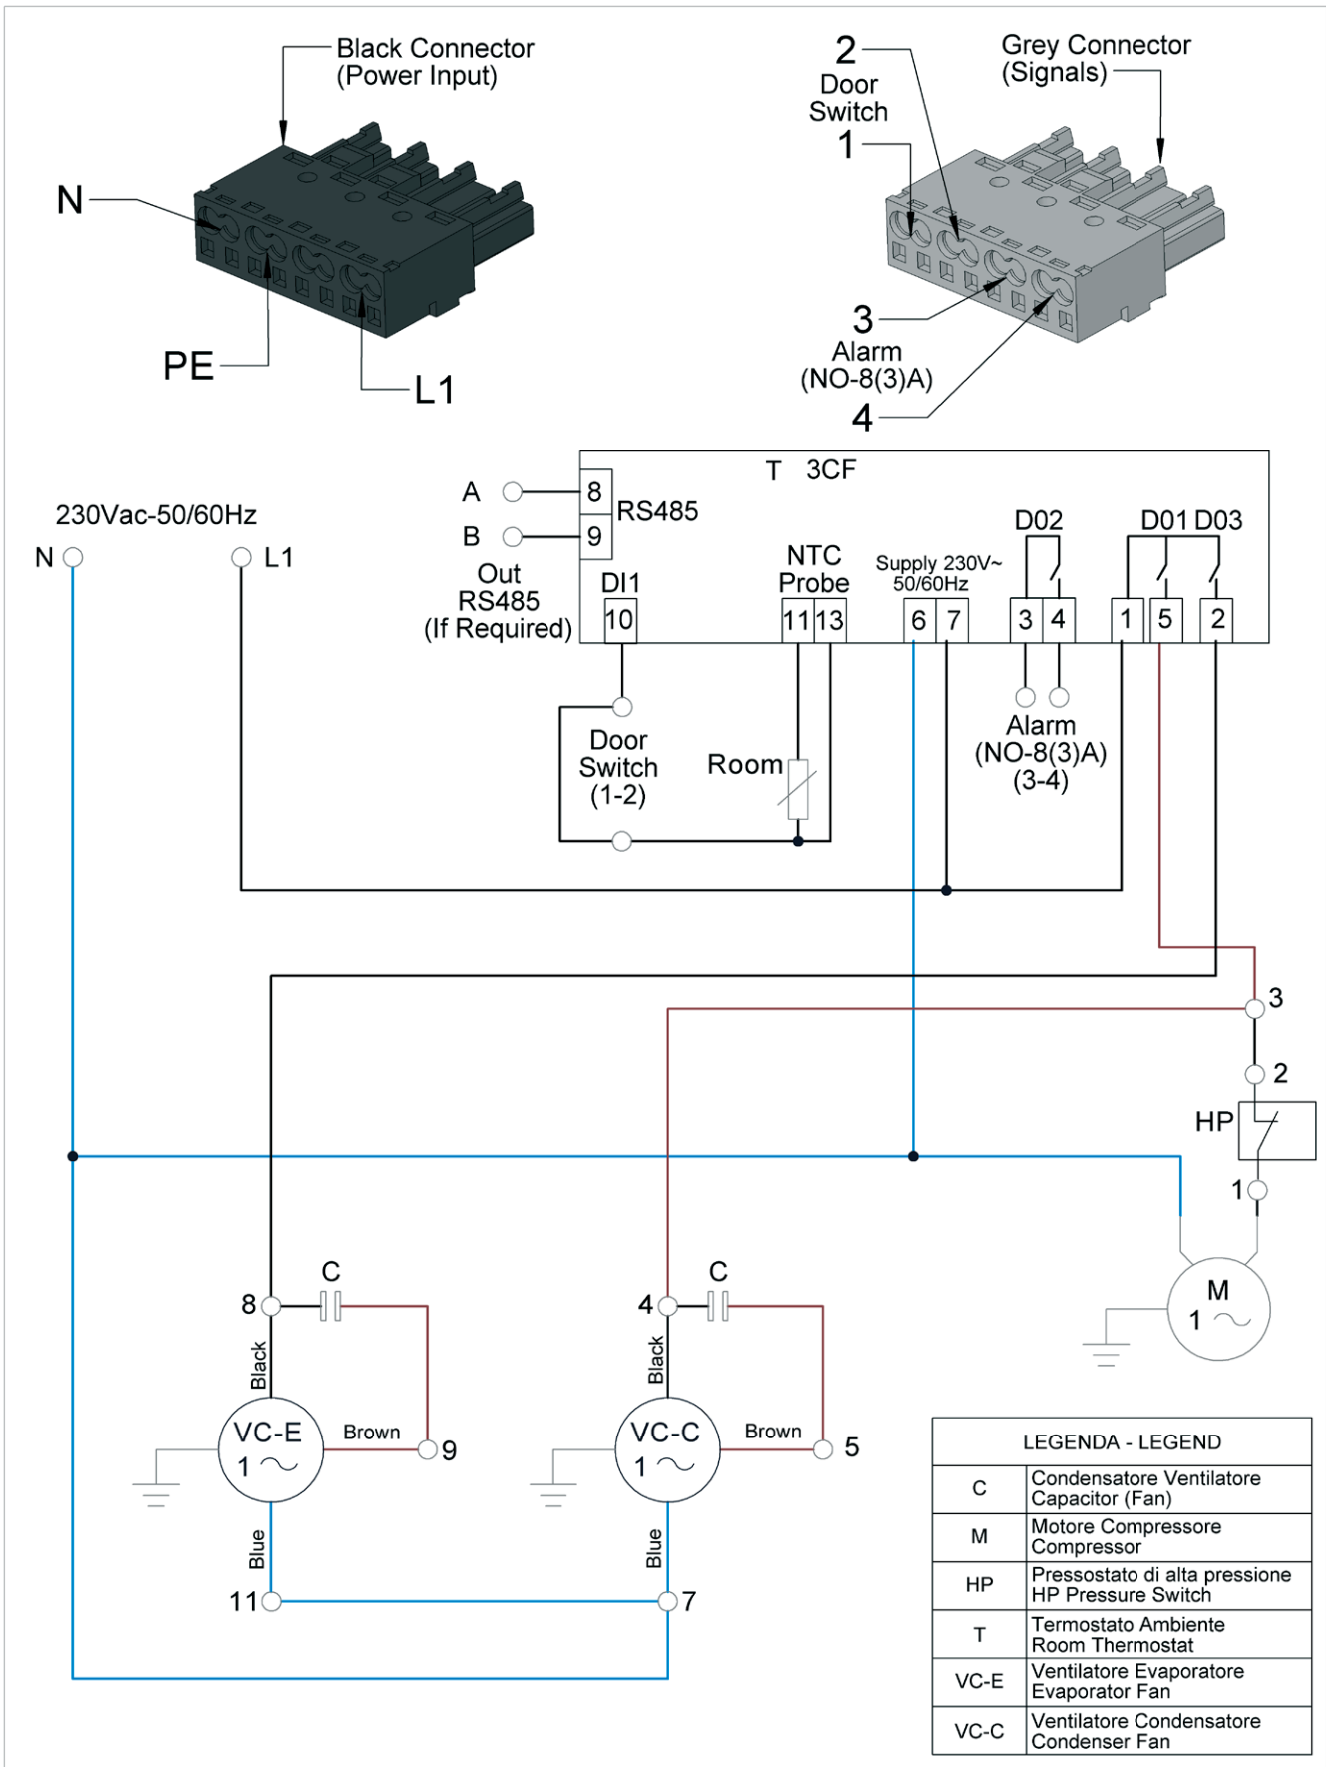 Black Connector
(Power Input)
N
PE
L1
2
Door
Switch
1
Grey Connector
(Signals)
3
Alarm
(NO-8(3)A)
4
230Vac-50/60Hz
N
L1
T 3CF
A
8
RS485
B
9
Out
RS485
(If Required)
DI1
10
NTC
Probe
11
13
Supply 230V~
50/60Hz
6
7
D02
3
4
D01
D03
1
5
2
Door
Switch
(1-2)
Room
Alarm
(NO-8(3)A)
(3-4)
3
2
HP
1
M
1
8
C
Black
VC-E
1
Brown
9
Blue
11
4
C
Black
VC-C
1
Brown
5
Blue
7
LEGENDA - LEGEND
C
Condensatore Ventilatore
Capacitor (Fan)
M
Motore Compressore
Compressor
HP
Pressostato di alta pressione
HP Pressure Switch
T
Termostato Ambiente
Room Thermostat
VC-E
Ventilatore Evaporatore
Evaporator Fan
VC-C
Ventilatore Condensatore
Condenser Fan